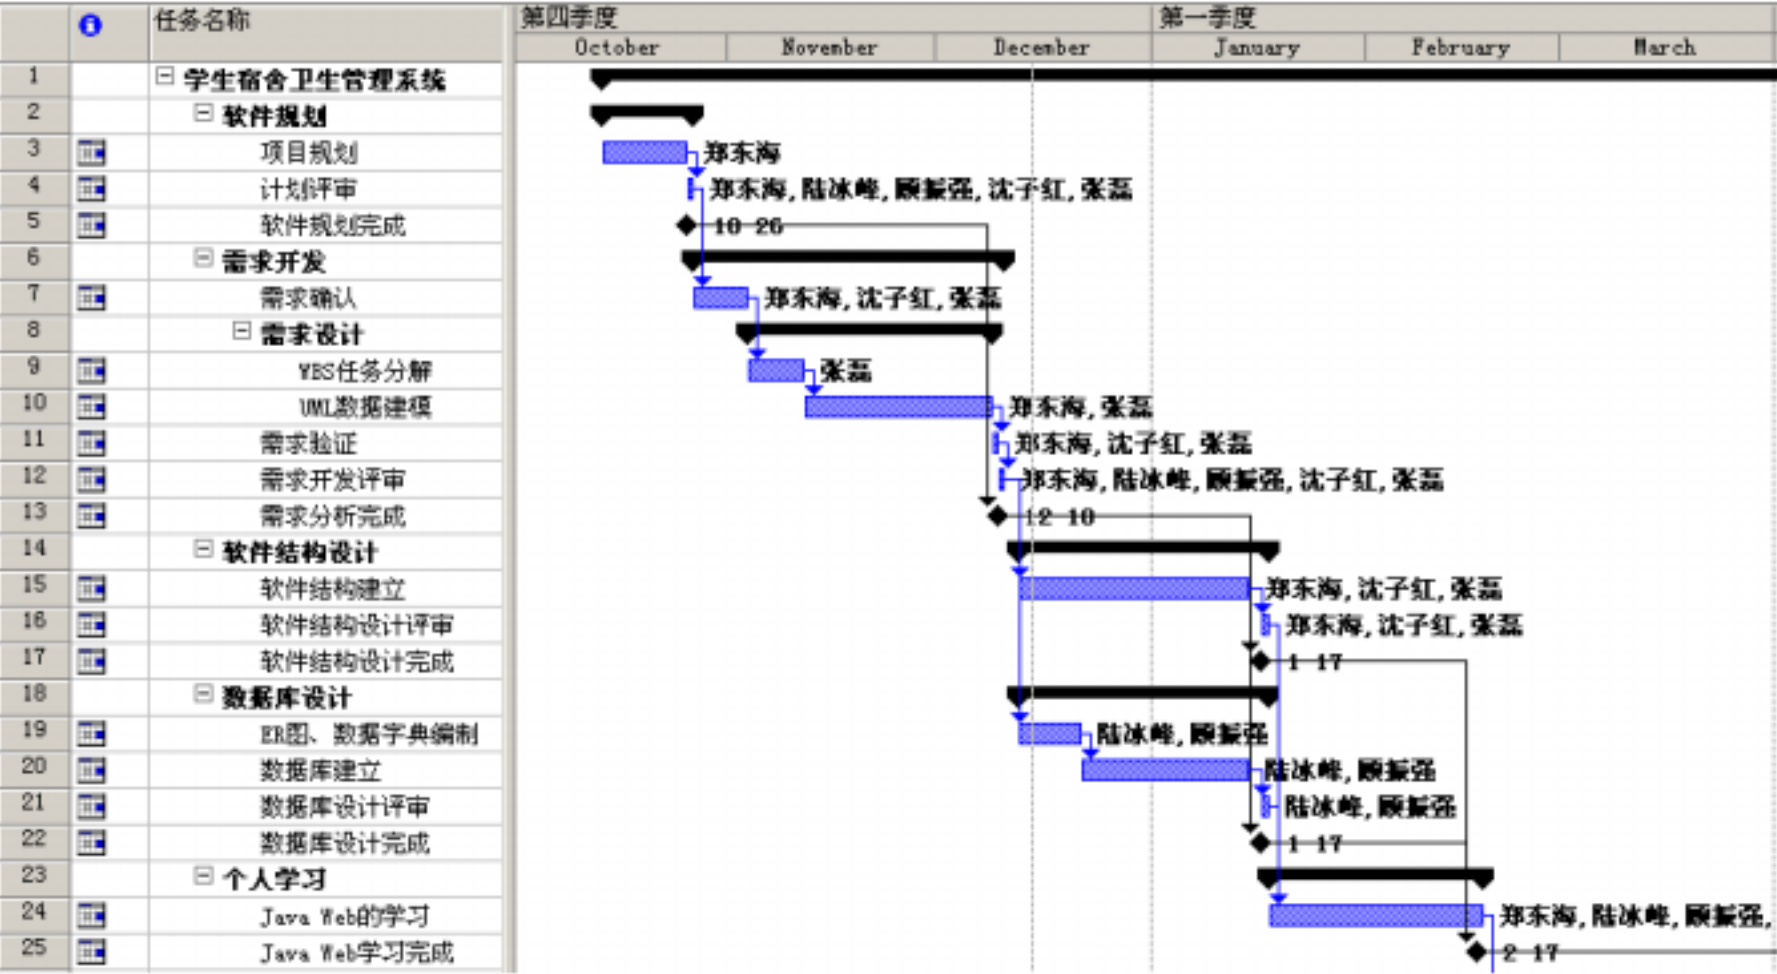 任务名称 第四季度 第一季度
October November December January February March
1 学生宿舍卫生管理系统
2 软件规划
3 项目规划 郑东海
4 计划评审 郑东海,陆冰峰,顾振强,沈子红,张磊
5 软件规划完成 10-26
6 需求开发
7 需求确认 郑东海,沈子红,张磊
8 需求设计
9 WBS任务分解 张磊
10 UML数据建模 郑东海,张磊
11 需求验证 郑东海,沈子红,张磊
12 需求开发评审 郑东海,陆冰峰,顾振强,沈子红,张磊
13 需求分析完成 12-10
14 软件结构设计
15 软件结构建立 郑东海,沈子红,张磊
16 软件结构设计评审 郑东海,沈子红,张磊
17 软件结构设计完成 1-17
18 数据库设计
19 ER图、数据字典编制 陆冰峰,顾振强
20 数据库建立 陆冰峰,顾振强
21 数据库设计评审 陆冰峰,顾振强
22 数据库设计完成 1-17
23 个人学习
24 Java Web的学习 郑东海,陆冰峰,顾振强,
25 Java Web学习完成 2-17